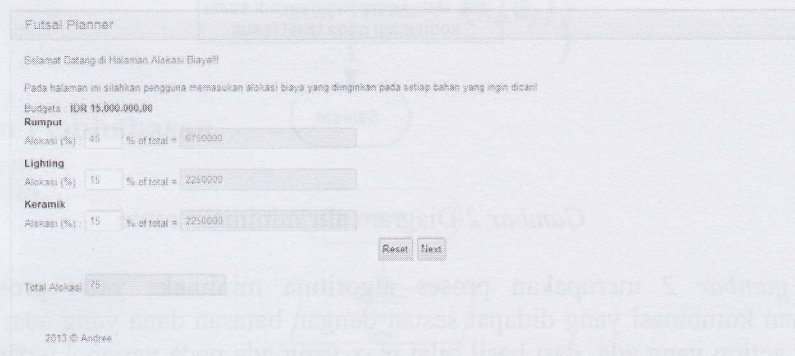 Futsal Planner
Selamat Datang di Halaman Alokasi Biaya!!!
Pada halaman ini silahkan pengguna memasukan alokasi biaya yang diinginkan pada setiap bahan yang ingin dicari!
Budgets : IDR 15.000.000,00
Rumput
Alokasi (%) : 45 % of total = 6750000
Lighting
Alokasi (%) : 15 % of total = 2250000
Keramik
Alokasi (%) : 15 % of total = 2250000
Reset Next
Total Alokasi 75
2013 © Andree
Gambar 2 Diagram alir
gambar 2 merupakan proses algoritma
kombinasi yang didapat sesuai dengan batasan dana yang